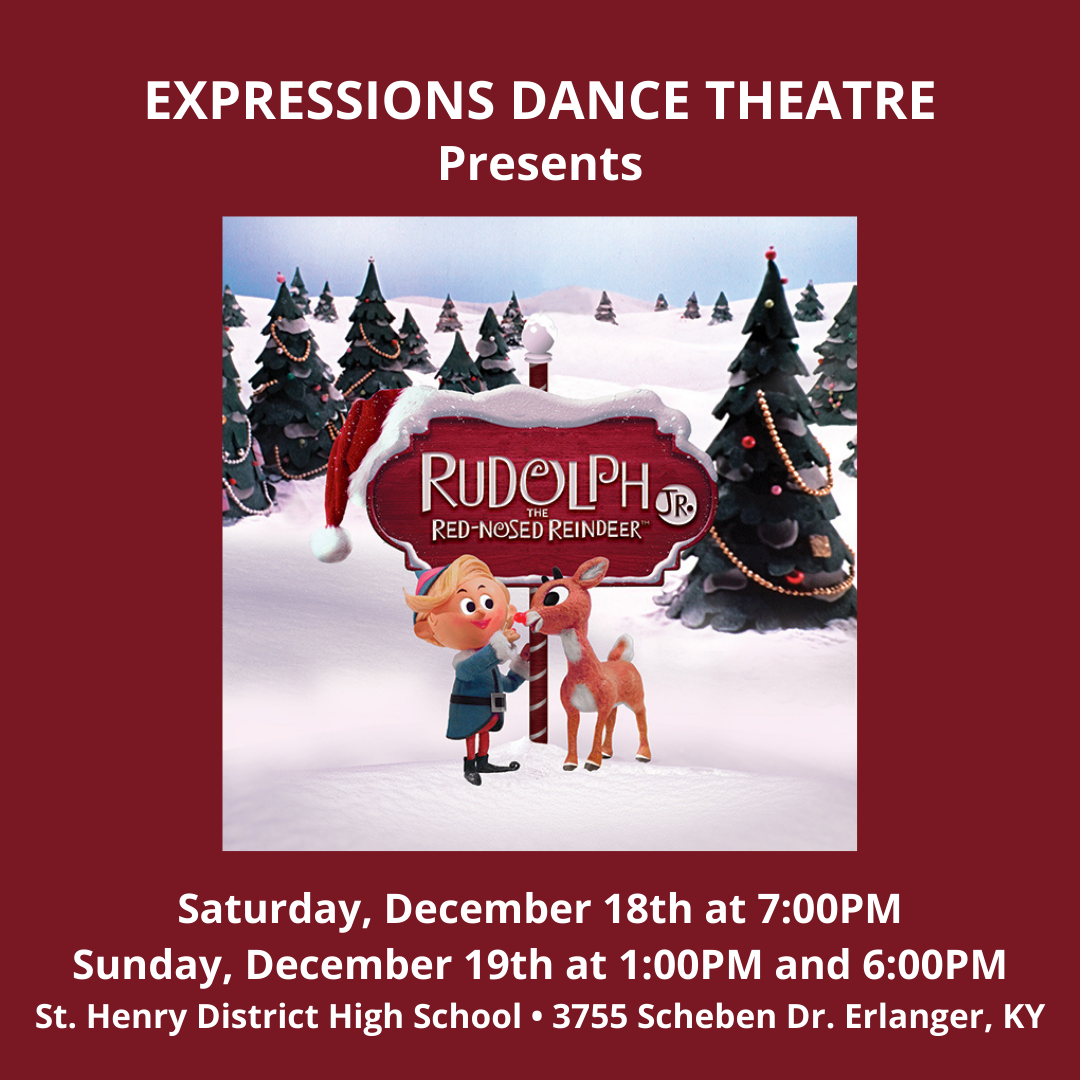 EXPRESSIONS DANCE THEATRE
Presents
RUDOLPH
THE
RED-NOSED REINDEER™
JR.
Saturday, December 18th at 7:00PM
Sunday, December 19th at 1:00PM and 6:00PM
St. Henry District High School • 3755 Scheben Dr. Erlanger, KY